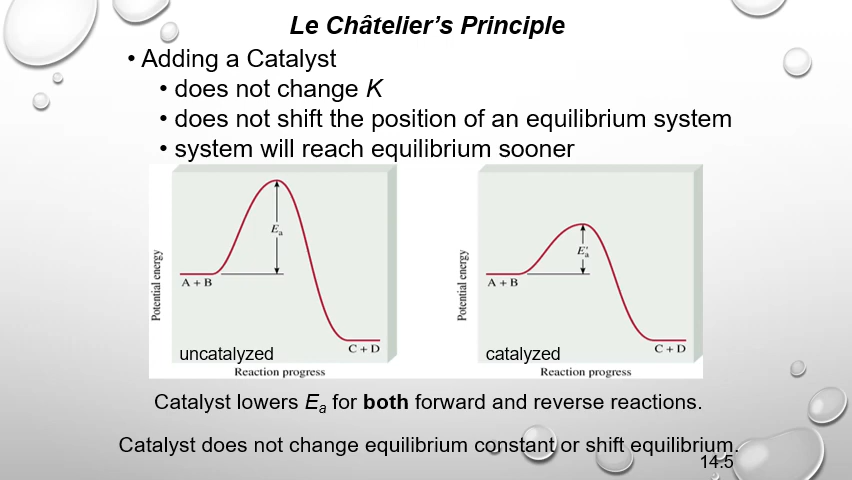 Le Châtelier’s Principle
• Adding a Catalyst
• does not change K
• does not shift the position of an equilibrium system
• system will reach equilibrium sooner
Potential energy
Ea
A + B
uncatalyzed
C + D
Reaction progress
Potential energy
E′a
A + B
catalyzed
C + D
Reaction progress
Catalyst lowers Ea for both forward and reverse reactions.
Catalyst does not change equilibrium constant or shift equilibrium.
14.5